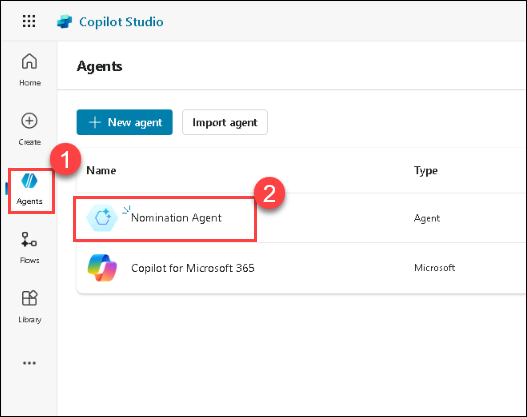 Copilot Studio
Home
Create
Agents
Flows
Library
Agents
+ New agent
Import agent
Name
Type
Nomination Agent
Agent
Copilot for Microsoft 365
Microsoft
1
2